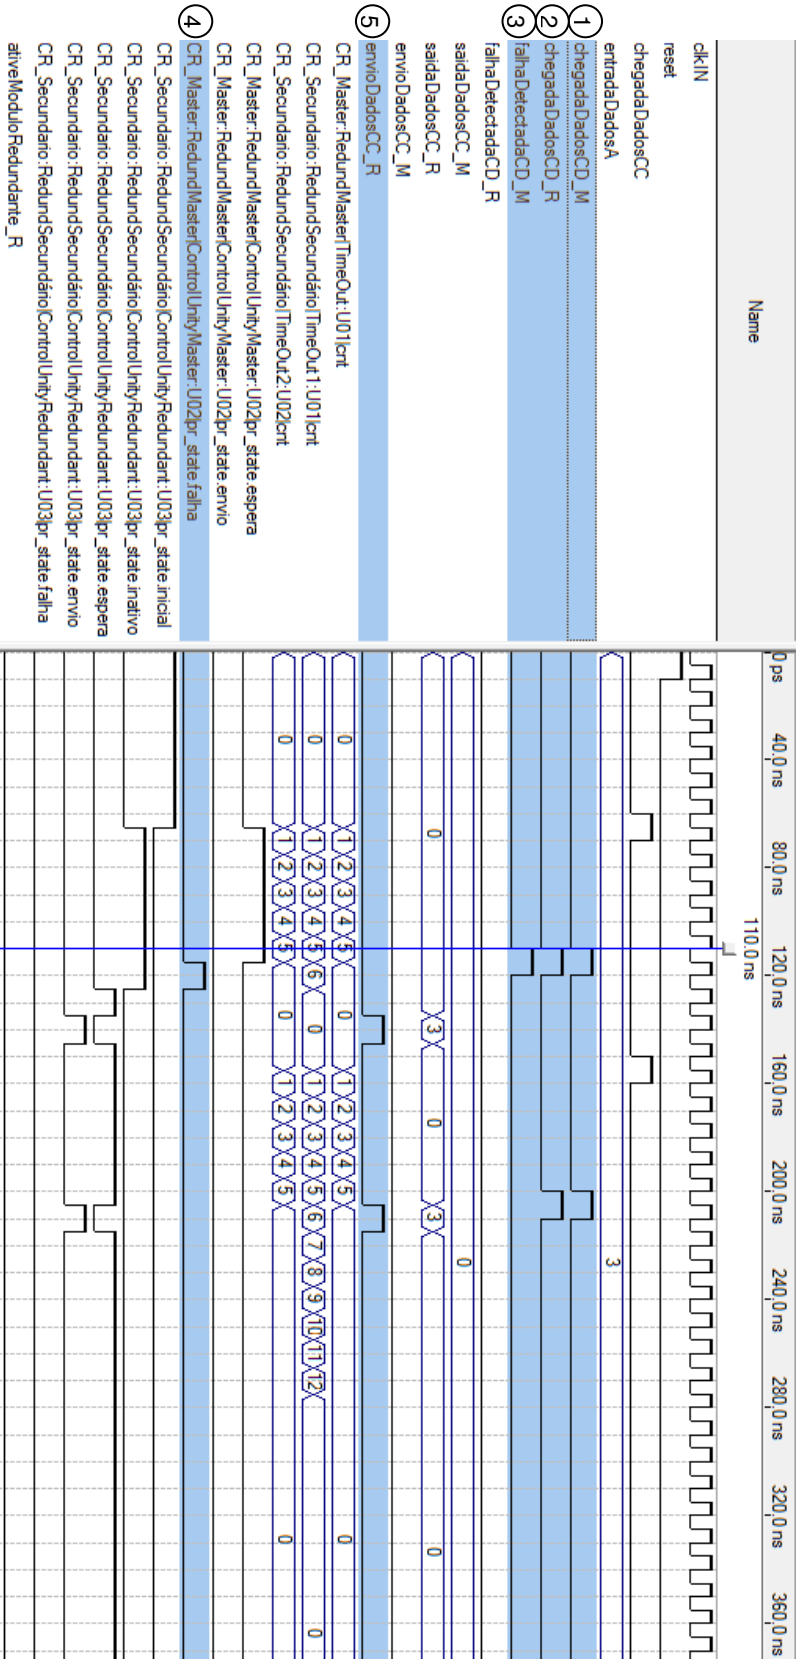 Name
0 ps 40.0 ns 80.0 ns 120.0 ns 160.0 ns 200.0 ns 240.0 ns 280.0 ns 320.0 ns 360.0 ns
110.0 ns
clkIN
reset
chegadaDadosCC
entradaDadosA 3
1 chegadaDadosCD_M
2 chegadaDadosCD_R
3 falhaDetectadaCD_M
falhaDetectadaCD_R
saidaDadosCC_M 0
saidaDadosCC_R 0 3 0 3 0
envioDadosCC_M
5 envioDadosCC_R
CR_Master:RedundMaster|TimeOut:U01|cnt 0 1 2 3 4 5 0 1 2 3 4 5 0
CR_Secundario:RedundSecundário|TimeOut1:U01|cnt 0 1 2 3 4 5 6 0 1 2 3 4 5 6 7 8 9 10 11 12 0
CR_Secundario:RedundSecundário|TimeOut2:U02|cnt 0 1 2 3 4 5 0 1 2 3 4 5 0
CR_Master:RedundMaster|ControlUnityMaster:U02|pr_state.espera
CR_Master:RedundMaster|ControlUnityMaster:U02|pr_state.envio
4 CR_Master:RedundMaster|ControlUnityMaster:U02|pr_state.falha
CR_Secundario:RedundSecundário|ControlUnityRedundant:U03|pr_state.inicial
CR_Secundario:RedundSecundário|ControlUnityRedundant:U03|pr_state.inativo
CR_Secundario:RedundSecundário|ControlUnityRedundant:U03|pr_state.espera
CR_Secundario:RedundSecundário|ControlUnityRedundant:U03|pr_state.envio
CR_Secundario:RedundSecundário|ControlUnityRedundant:U03|pr_state.falha
ativeModuloRedundante_R